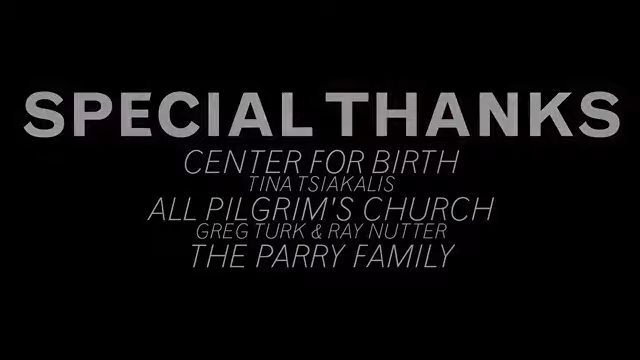 SPECIAL THANKS
CENTER FOR BIRTH
TINA TSIAKALIS
ALL PILGRIM'S CHURCH
GREG TURK & RAY NUTTER
THE PARRY FAMILY